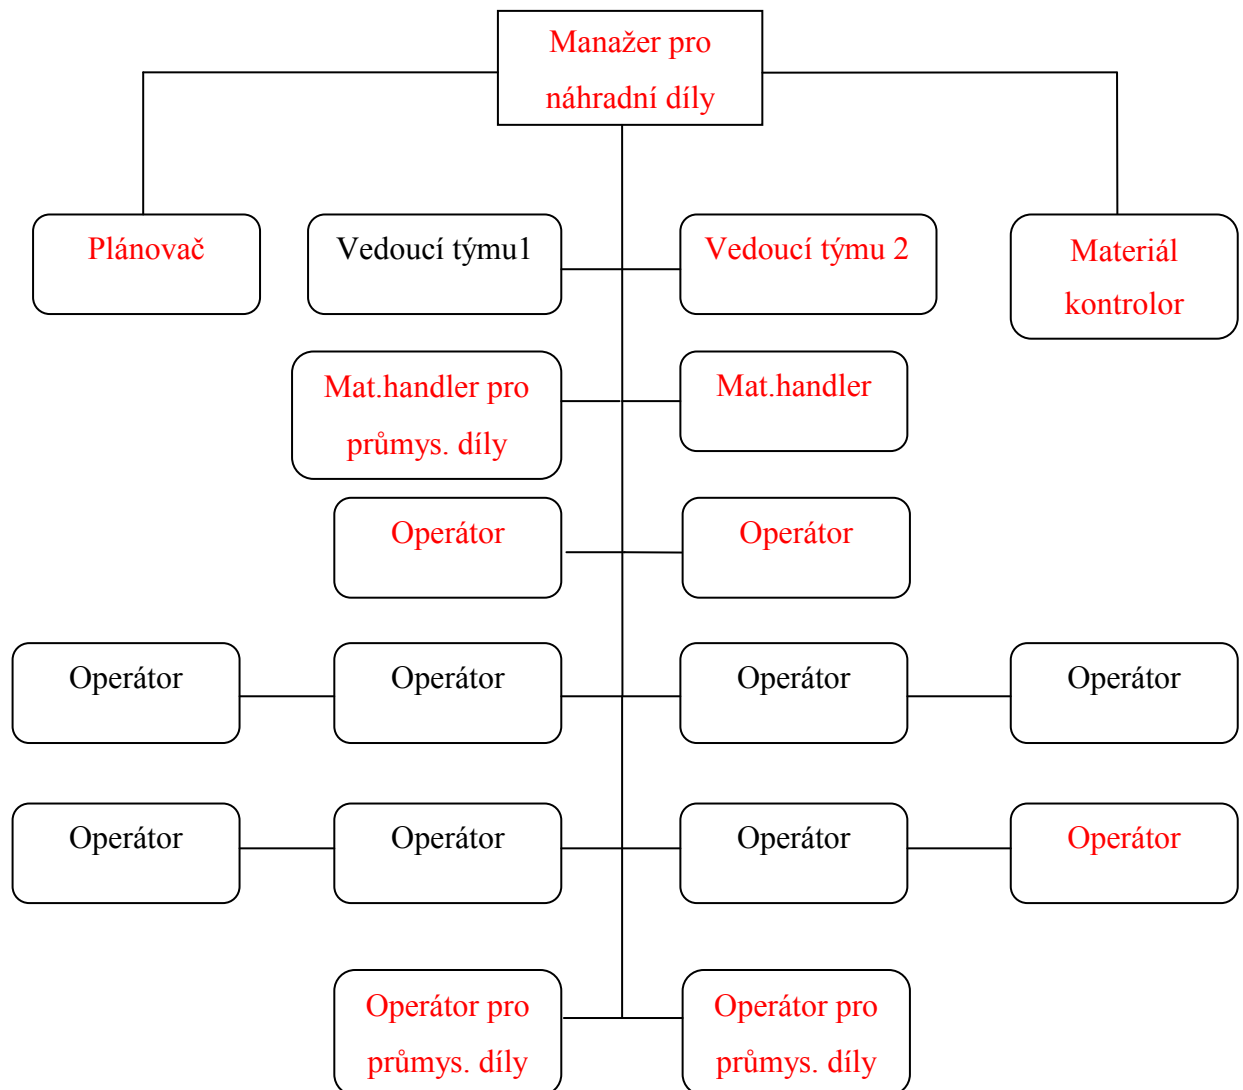 Manažer pro
náhradní díly
Plánovač
Vedoucí týmu1
Vedoucí týmu 2
Materiál
kontrolor
Mat.handler pro
průmys. díly
Mat.handler
Operátor
Operátor
Operátor
Operátor
Operátor
Operátor
Operátor
Operátor
Operátor
Operátor
Operátor pro
průmys. díly
Operátor pro
průmys. díly